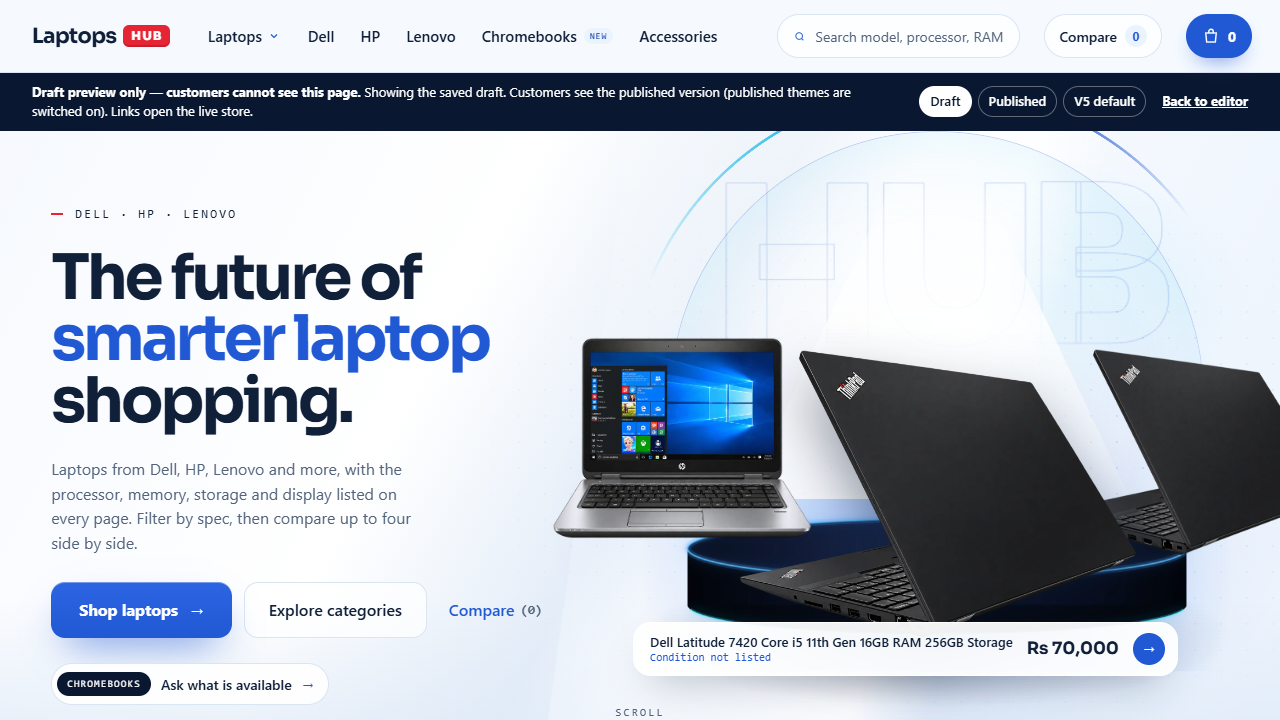 Laptops HUB
Laptops
Dell
HP
Lenovo
Chromebooks NEW
Accessories
Search model, processor, RAM
Compare 0
0
Draft preview only — customers cannot see this page. Showing the saved draft. Customers see the published version (published themes are
switched on). Links open the live store.
Draft
Published
V5 default
Back to editor
HUB
DELL · HP · LENOVO
The future of
smarter laptop
shopping.
Laptops from Dell, HP, Lenovo and more, with the
processor, memory, storage and display listed on
every page. Filter by spec, then compare up to four
side by side.
ThinkPad
ThinkPad
hp
Shop laptops →
Explore categories
Compare (0)
Dell Latitude 7420 Core i5 11th Gen 16GB RAM 256GB Storage
Condition not listed
Rs 70,000
→
CHROMEBOOKS Ask what is available →
SCROLL